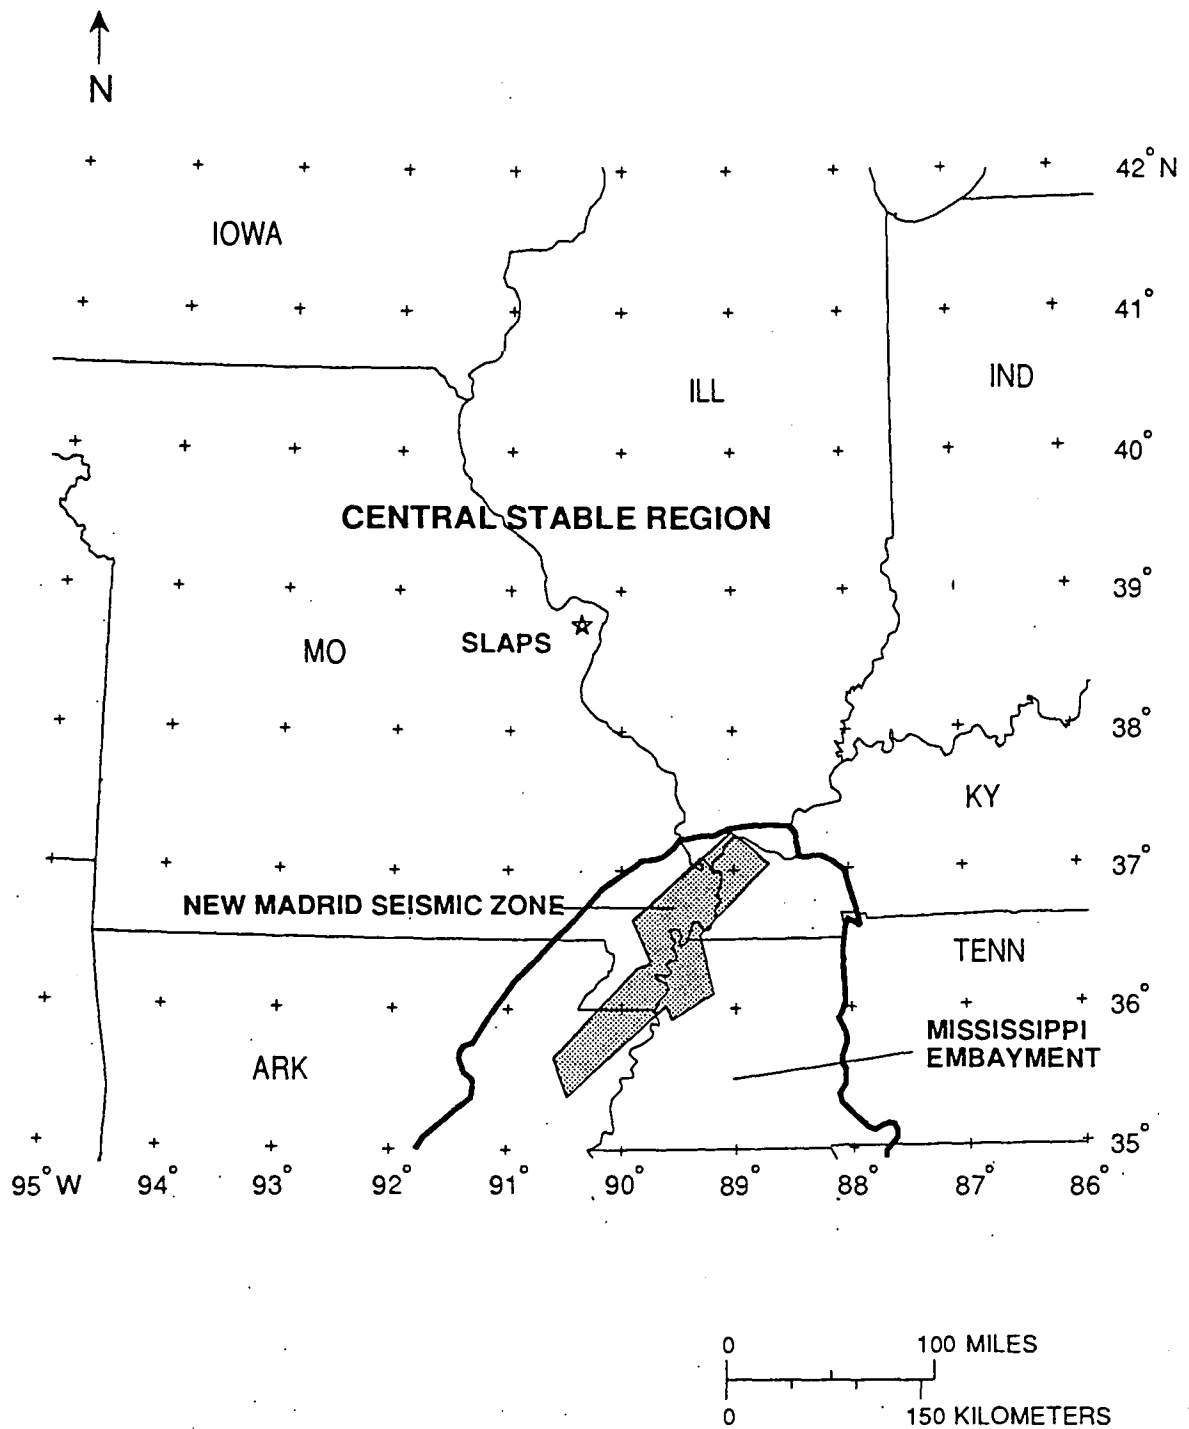 N
42° N
IOWA
41°
ILL
IND
40°
CENTRAL STABLE REGION
39°
SLAPS
MO
38°
KY
37°
NEW MADRID SEISMIC ZONE
TENN
36°
MISSISSIPPI
EMBAYMENT
ARK
35°
95° W 94° 93° 92° 91° 90° 89° 88° 87° 86°
0 100 MILES
0 150 KILOMETERS